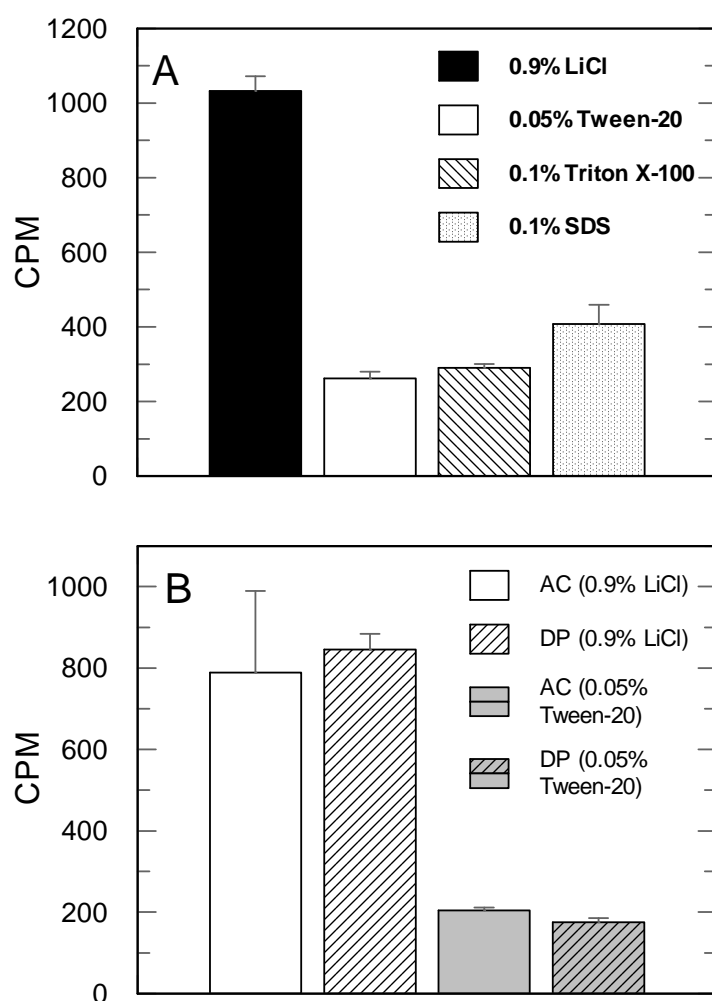 1200
1000
800
600
400
200
0
CPM
A
0.9% LiCl
0.05% Tween-20
0.1% Triton X-100
0.1% SDS
1000
800
600
400
200
0
CPM
B
AC (0.9% LiCl)
DP (0.9% LiCl)
AC (0.05%
Tween-20)
DP (0.05%
Tween-20)